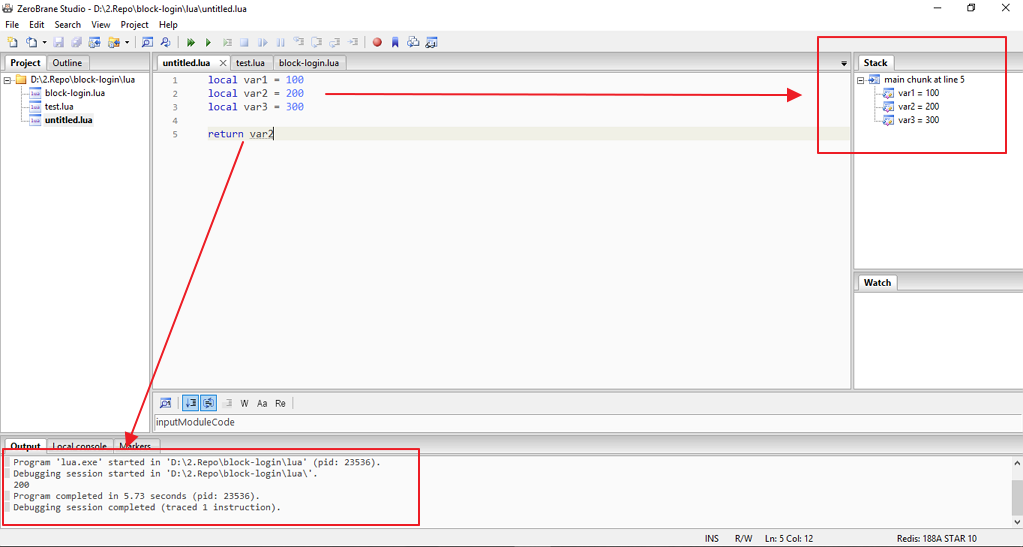 ZeroBrane Studio - D:\2.Repo\block-login\lua\untitled.lua
File Edit Search View Project Help
Project Outline
D:\2.Repo\block-login\lua
block-login.lua
test.lua
untitled.lua
untitled.lua test.lua block-login.lua
1 local var1 = 100
2 local var2 = 200
3 local var3 = 300
4
5 return var2
Stack
main chunk at line 5
var1 = 100
var2 = 200
var3 = 300
Watch
W Aa Re
inputModuleCode
Output Local console Markers
Program 'lua.exe' started in 'D:\2.Repo\block-login\lua' (pid: 23536).
Debugging session started in 'D:\2.Repo\block-login\lua\'.
200
Program completed in 5.73 seconds (pid: 23536).
Debugging session completed (traced 1 instruction).
INS R/W Ln: 5 Col: 12 Redis: 188A STAR 10